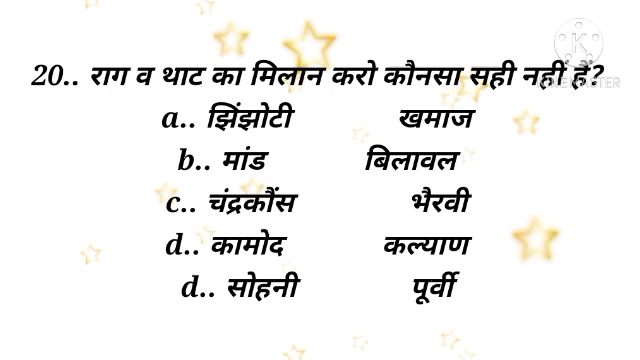 20.. राग व थाट का मिलान करो कौनसा सही नहीं है?
a.. झिंझोटी खमाज
b.. मांड बिलावल
c.. चंद्रकौंस भैरवी
d.. कामोद कल्याण
d.. सोहनी पूर्वी